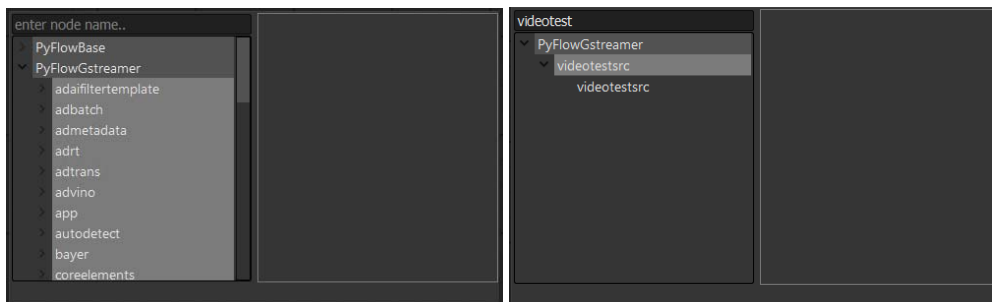 enter node name..
PyFlowBase
PyFlowGstreamer
adaifiltertemplate
adbatch
admetadata
adrt
adtrans
advino
app
autodetect
bayer
coreelements
videotest
PyFlowGstreamer
videotestsrc
videotestsrc